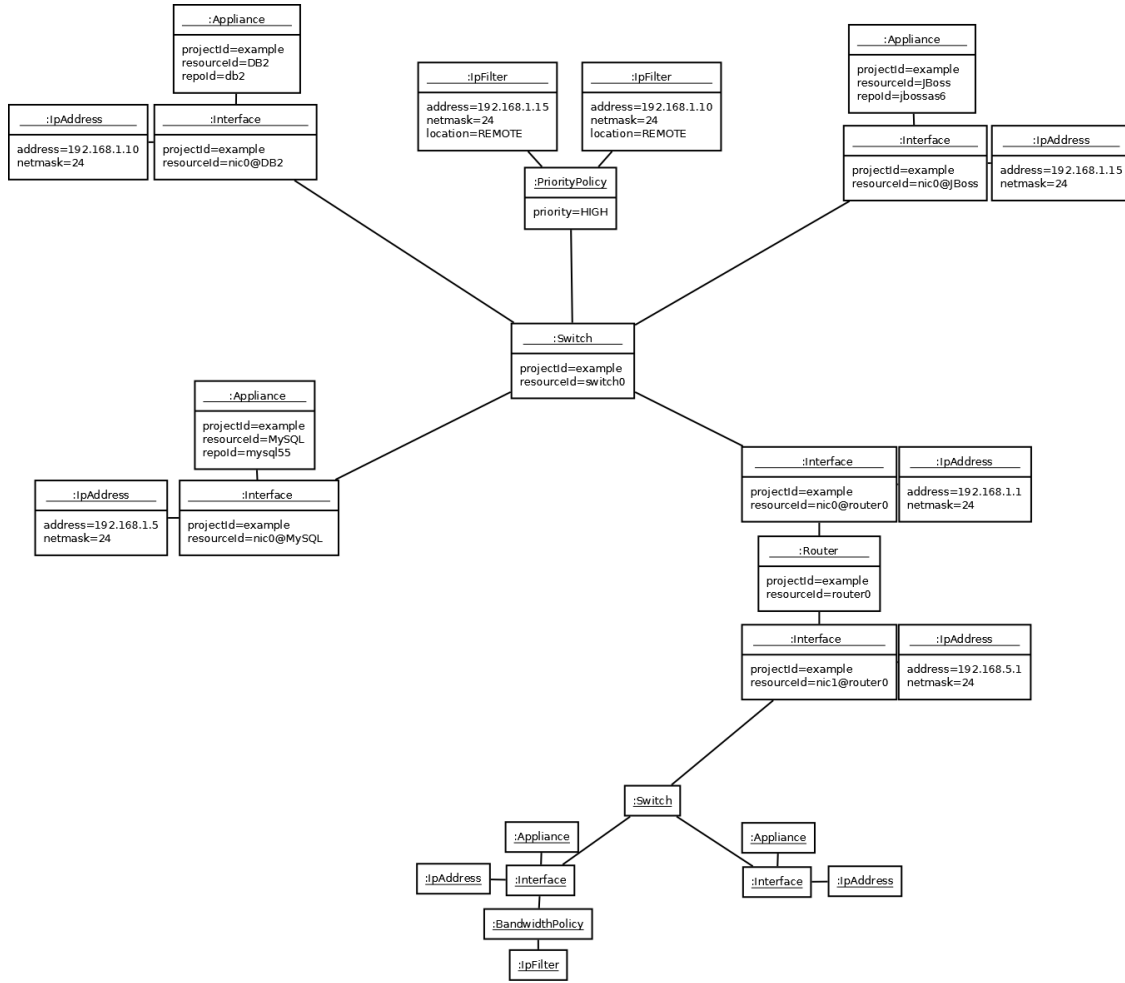 :Appliance
projectId=example
resourceId=DB2
repoId=db2
:IpAddress
address=192.168.1.10
netmask=24
:Interface
projectId=example
resourceId=nic0@DB2
:IpFilter
address=192.168.1.15
netmask=24
location=REMOTE
:IpFilter
address=192.168.1.10
netmask=24
location=REMOTE
:PriorityPolicy
priority=HIGH
:Appliance
projectId=example
resourceId=JBoss
repoId=jbossas6
:Interface
projectId=example
resourceId=nic0@JBoss
:IpAddress
address=192.168.1.15
netmask=24
:Switch
projectId=example
resourceId=switch0
:Appliance
projectId=example
resourceId=MySQL
repoId=mysql55
:IpAddress
address=192.168.1.5
netmask=24
:Interface
projectId=example
resourceId=nic0@MySQL
:Interface
projectId=example
resourceId=nic0@router0
:IpAddress
address=192.168.1.1
netmask=24
:Router
projectId=example
resourceId=router0
:Interface
projectId=example
resourceId=nic1@router0
:IpAddress
address=192.168.5.1
netmask=24
:Switch
:Appliance
:IpAddress
:Interface
:BandwidthPolicy
:IpFilter
:Appliance
:Interface
:IpAddress